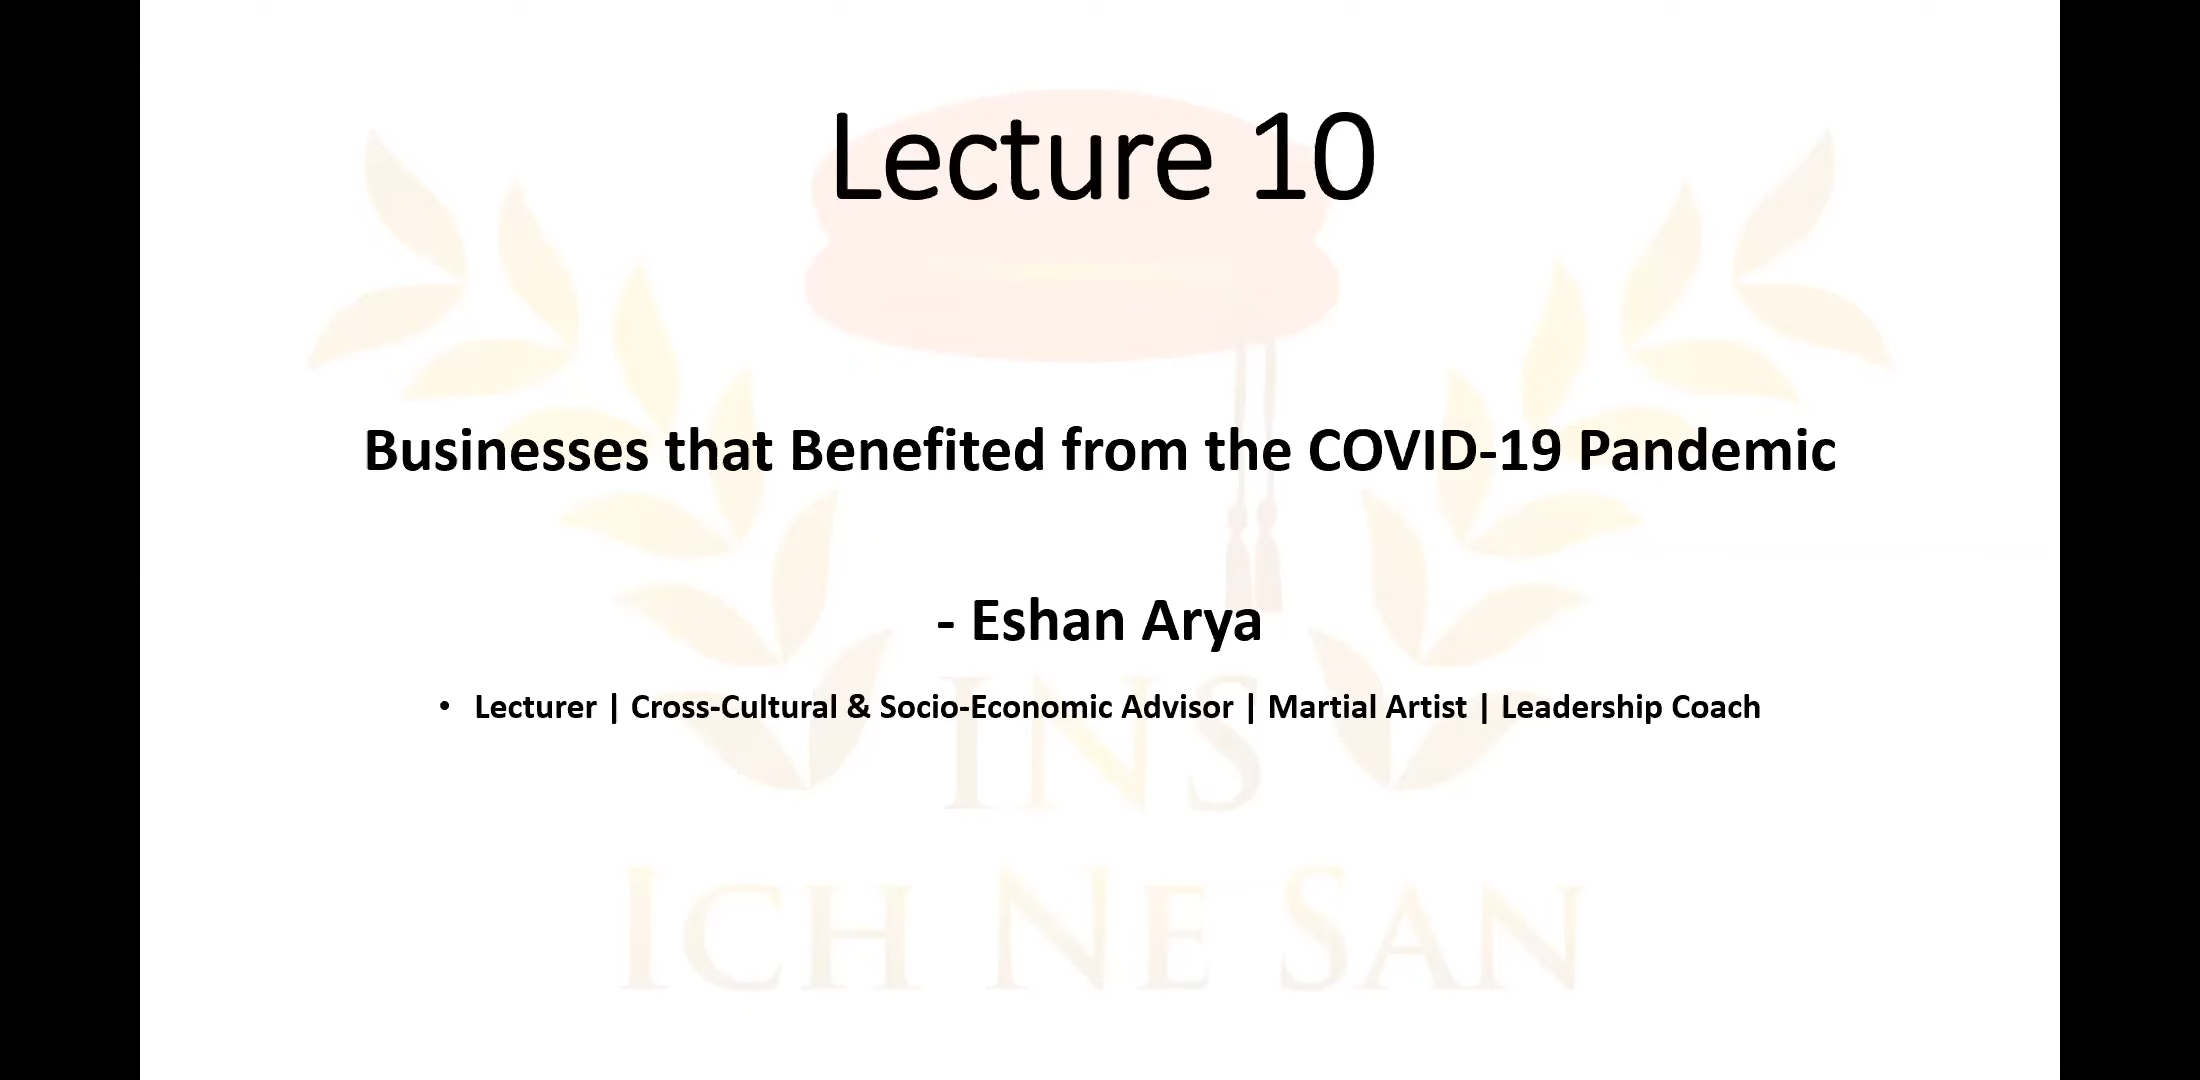 Lecture 10
Businesses that Benefited from the COVID-19 Pandemic
- Eshan Arya
• Lecturer | Cross-Cultural & Socio-Economic Advisor | Martial Artist | Leadership Coach
INS
ICH NE SAN